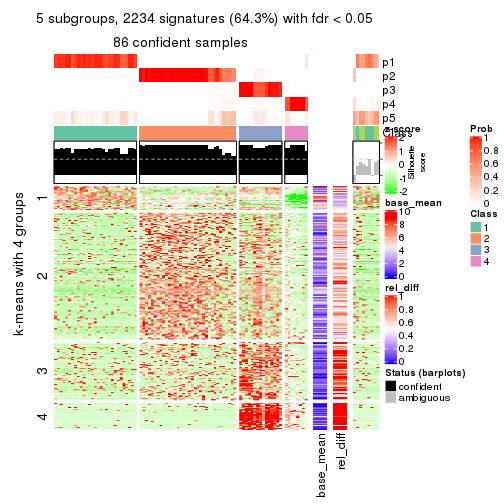 5 subgroups, 2234 signatures (64.3%) with fdr < 0.05
86 confident samples
p1
p2
p3
p4
p5
Class
Silhouette
score
1
2
3
4
k-means with 4 groups
base_mean
rel_diff
z-score
2
1
0
-1
-2
base_mean
10
8
6
4
2
0
rel_diff
1
0.8
0.6
0.4
0.2
0
Status (barplots)
confident
ambiguous
Prob
1
0.8
0.6
0.4
0.2
0
Class
1
2
3
4